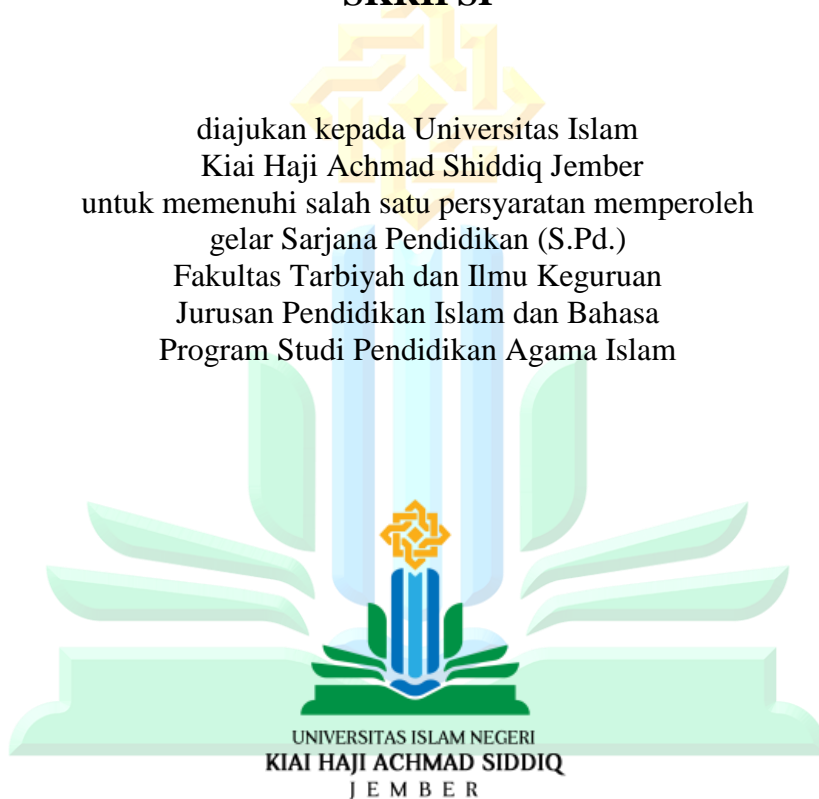 SKRIPSI
diajukan kepada Universitas Islam
Kiai Haji Achmad Shiddiq Jember
untuk memenuhi salah satu persyaratan memperoleh
gelar Sarjana Pendidikan (S.Pd.)
Fakultas Tarbiyah dan Ilmu Keguruan
Jurusan Pendidikan Islam dan Bahasa
Program Studi Pendidikan Agama Islam
UNIVERSITAS ISLAM NEGERI
KIAI HAJI ACHMAD SIDDIQ
JEMBER